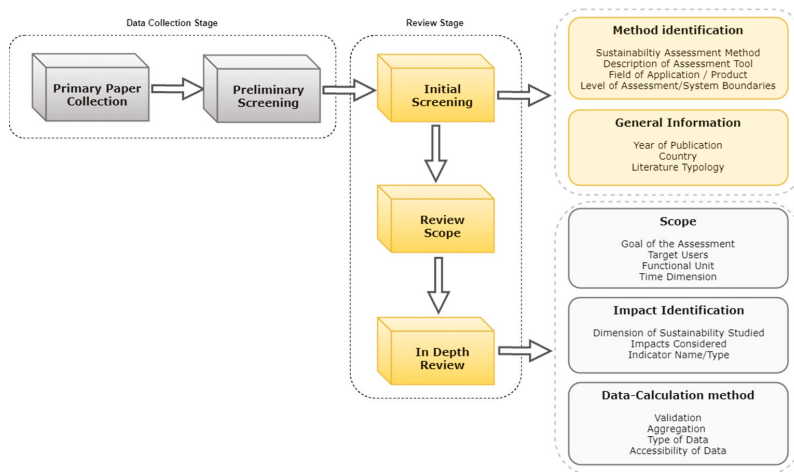 Data Collection Stage
Review Stage
Primary Paper
Collection
Preliminary
Screening
Initial
Screening
Review
Scope
In Depth
Review
Method identification
Sustainabiltiy Assessment Method
Description of Assessment Tool
Field of Application / Product
Level of Assessment/System Boundaries
General Information
Year of Publication
Country
Literature Typology
Scope
Goal of the Assessment
Target Users
Functional Unit
Time Dimension
Impact Identification
Dimension of Sustainability Studied
Impacts Considered
Indicator Name/Type
Data-Calculation method
Validation
Aggregation
Type of Data
Accessibility of Data